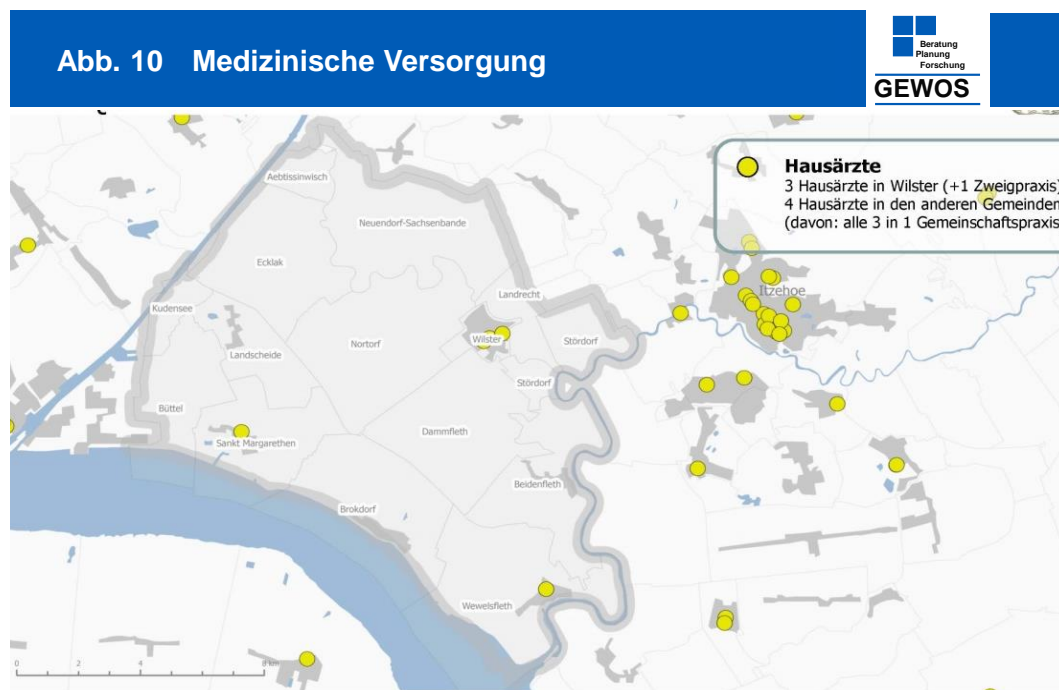 Abb. 10 Medizinische Versorgung
Beratung
Planung
Forschung
GEWOS
Hausärzte
3 Hausärzte in Wilster (+1 Zweigpraxis)
4 Hausärzte in den anderen Gemeinden
(davon: alle 3 in 1 Gemeinschaftspraxis
Aebtissinwisch
Neuendorf-Sachsenbande
Ecklak
Itzehoe
Landrecht
Kudensee
Wilster
Stördorf
Nortorf
Landscheide
Stördorf
Büttel
Dammfleth
Sankt Margarethen
Beidenfleth
Brokdorf
Wewelsfleth
0 2 4 8 km